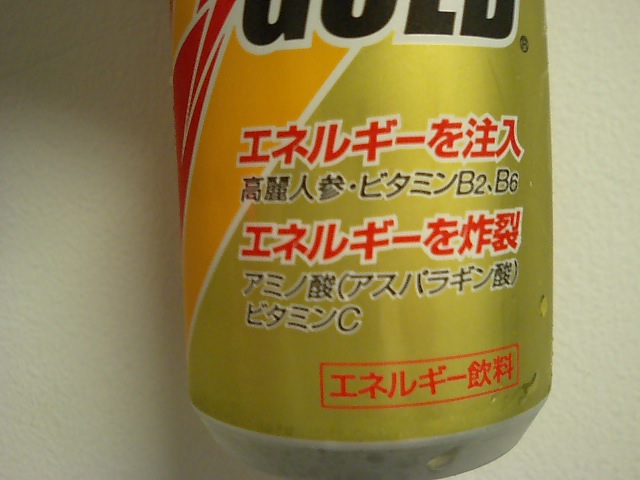 GOLD®
エネルギーを注入
高麗人参・ビタミンB2、B6
エネルギーを炸裂
アミノ酸(アスパラギン酸)
ビタミンC
エネルギー飲料